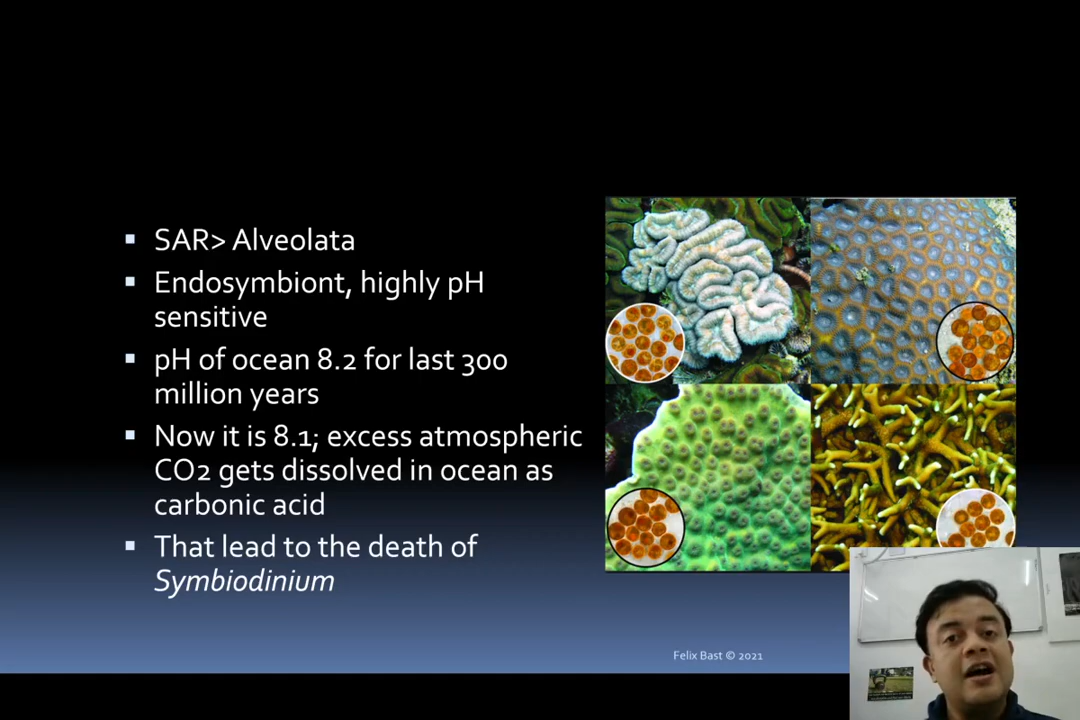 SAR> Alveolata
Endosymbiont, highly pH
sensitive
pH of ocean 8.2 for last 300
million years
Now it is 8.1; excess atmospheric
CO2 gets dissolved in ocean as
carbonic acid
That lead to the death of
Symbiodinium
Felix Bast © 2021